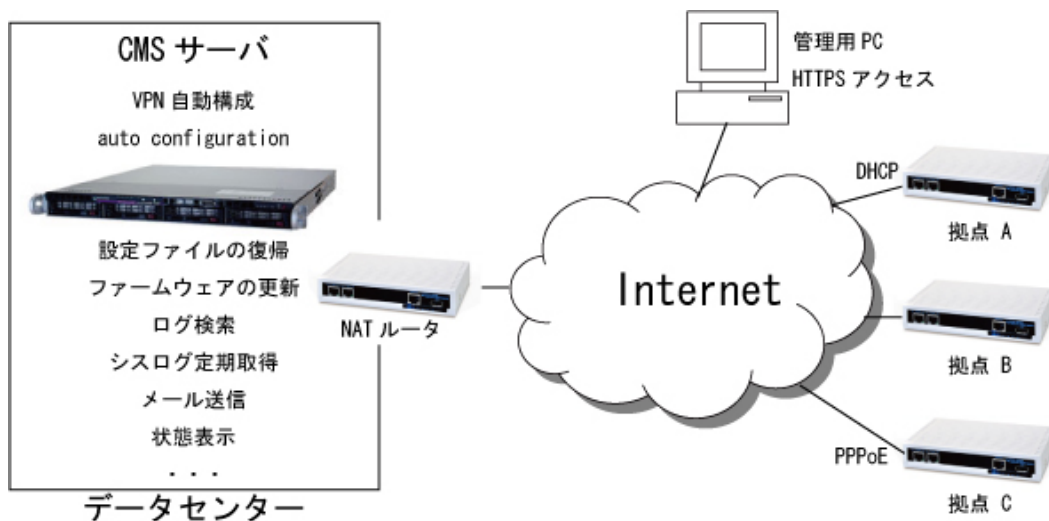 CMS サーバ
VPN 自動構成
auto configuration
設定ファイルの復帰
ファームウェアの更新
ログ検索
シスログ定期取得
メール送信
状態表示
・・・
データセンター
NAT ルータ
Internet
管理用 PC
HTTPS アクセス
DHCP
拠点 A
拠点 B
PPPoE
拠点 C